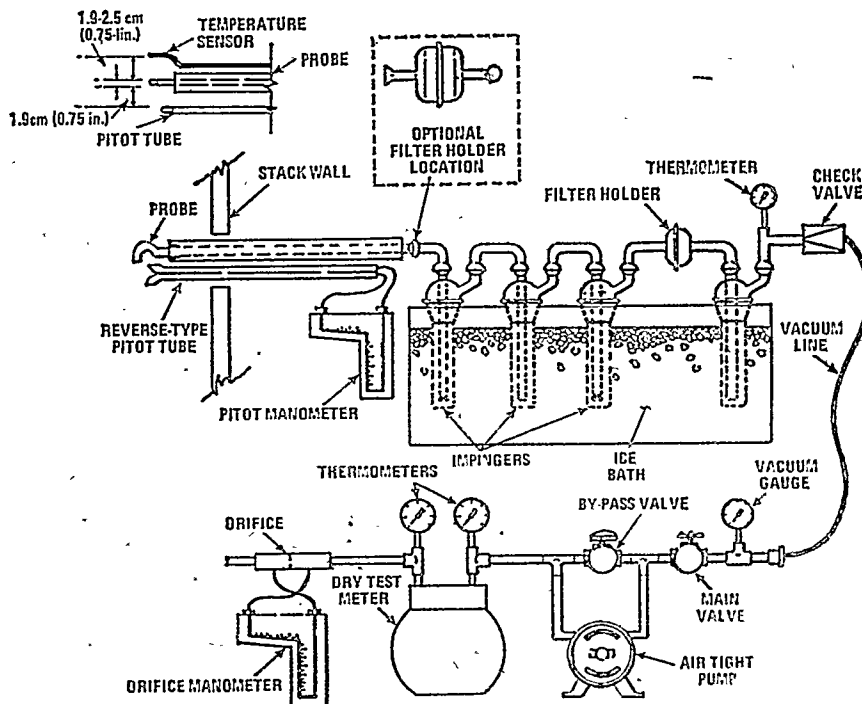 1.9-2.5 cm
(0.75-lin.)
TEMPERATURE
SENSOR
PROBE
1.9cm (0.75 in.)
PITOT TUBE
OPTIONAL
FILTER HOLDER
LOCATION
STACK WALL
PROBE
THERMOMETER
CHECK
VALVE
FILTER HOLDER
REVERSE-TYPE
PITOT TUBE
VACUUM
LINE
PITOT MANOMETER
IMPINGERS
ICE
BATH
THERMOMETERS
VACUUM
GAUGE
BY-PASS VALVE
ORIFICE
DRY TEST
METER
MAIN
VALVE
ORIFICE MANOMETER
AIR TIGHT
PUMP